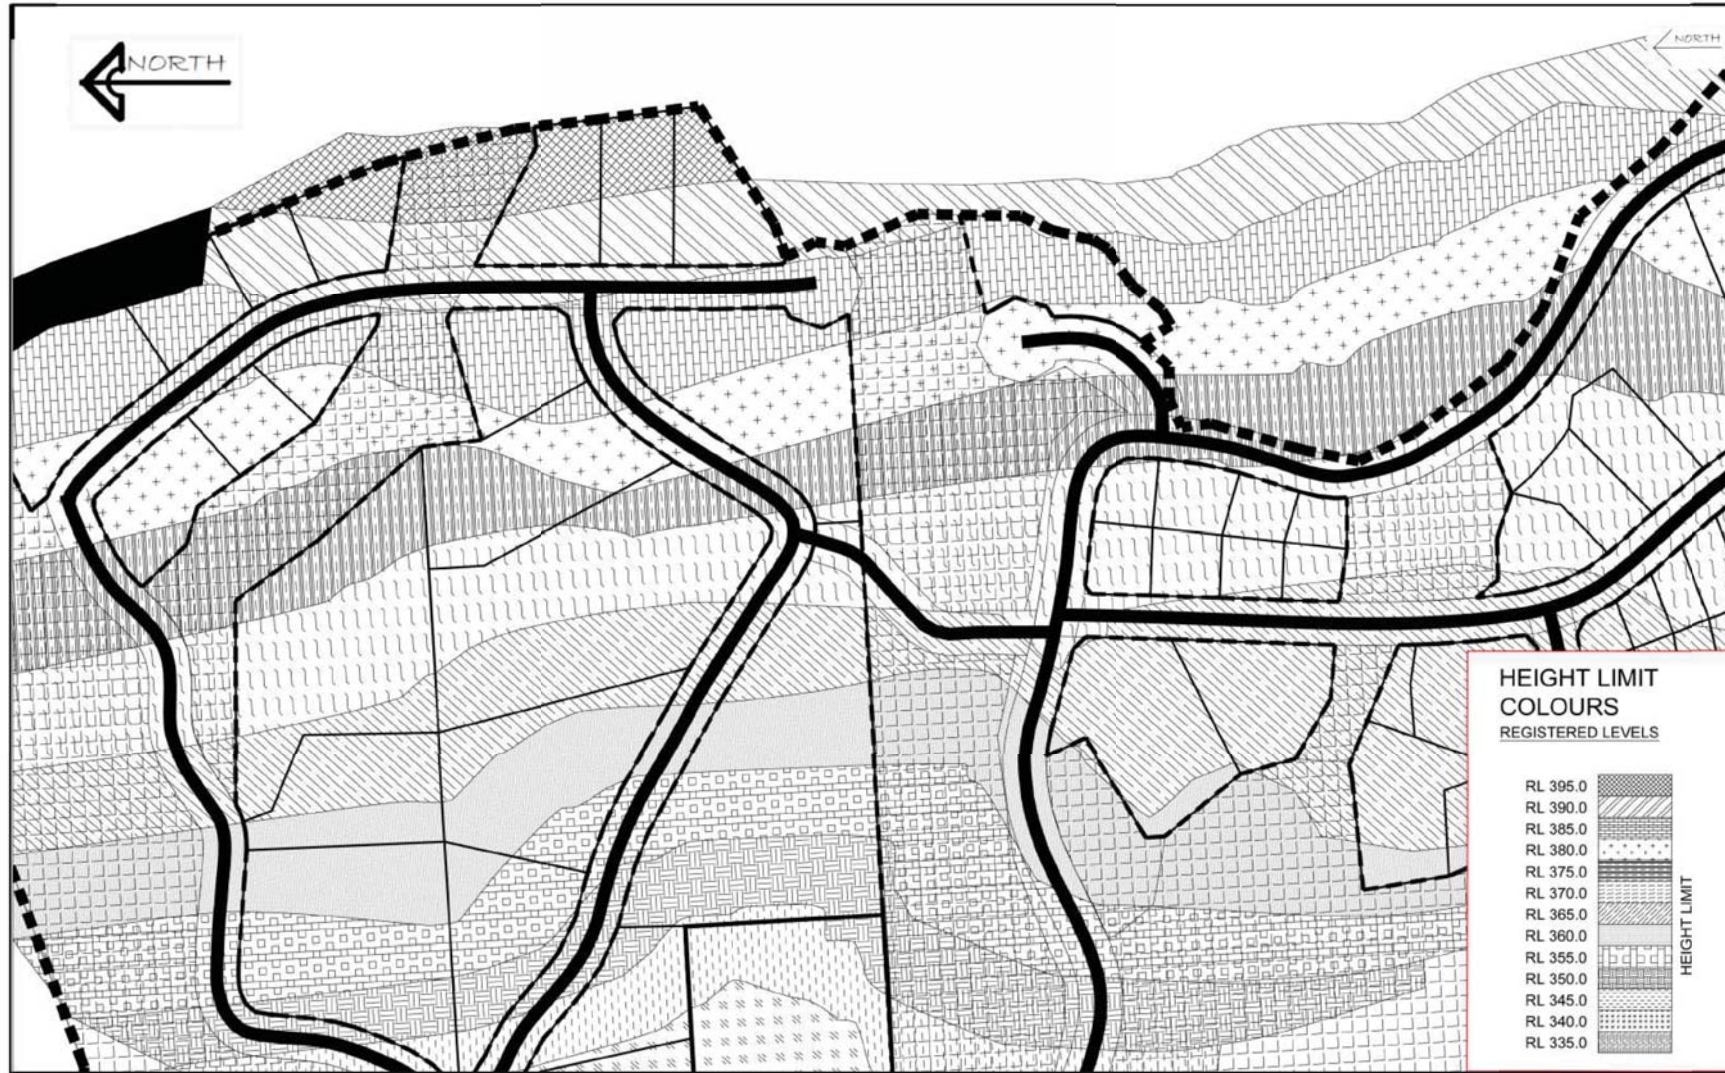 NORTH
NORTH
HEIGHT LIMIT
COLOURS
REGISTERED LEVELS
RL 395.0
RL 390.0
RL 385.0
RL 380.0
RL 375.0
RL 370.0
RL 365.0
RL 360.0
RL 355.0
RL 350.0
RL 345.0
RL 340.0
RL 335.0
HEIGHT LIMIT